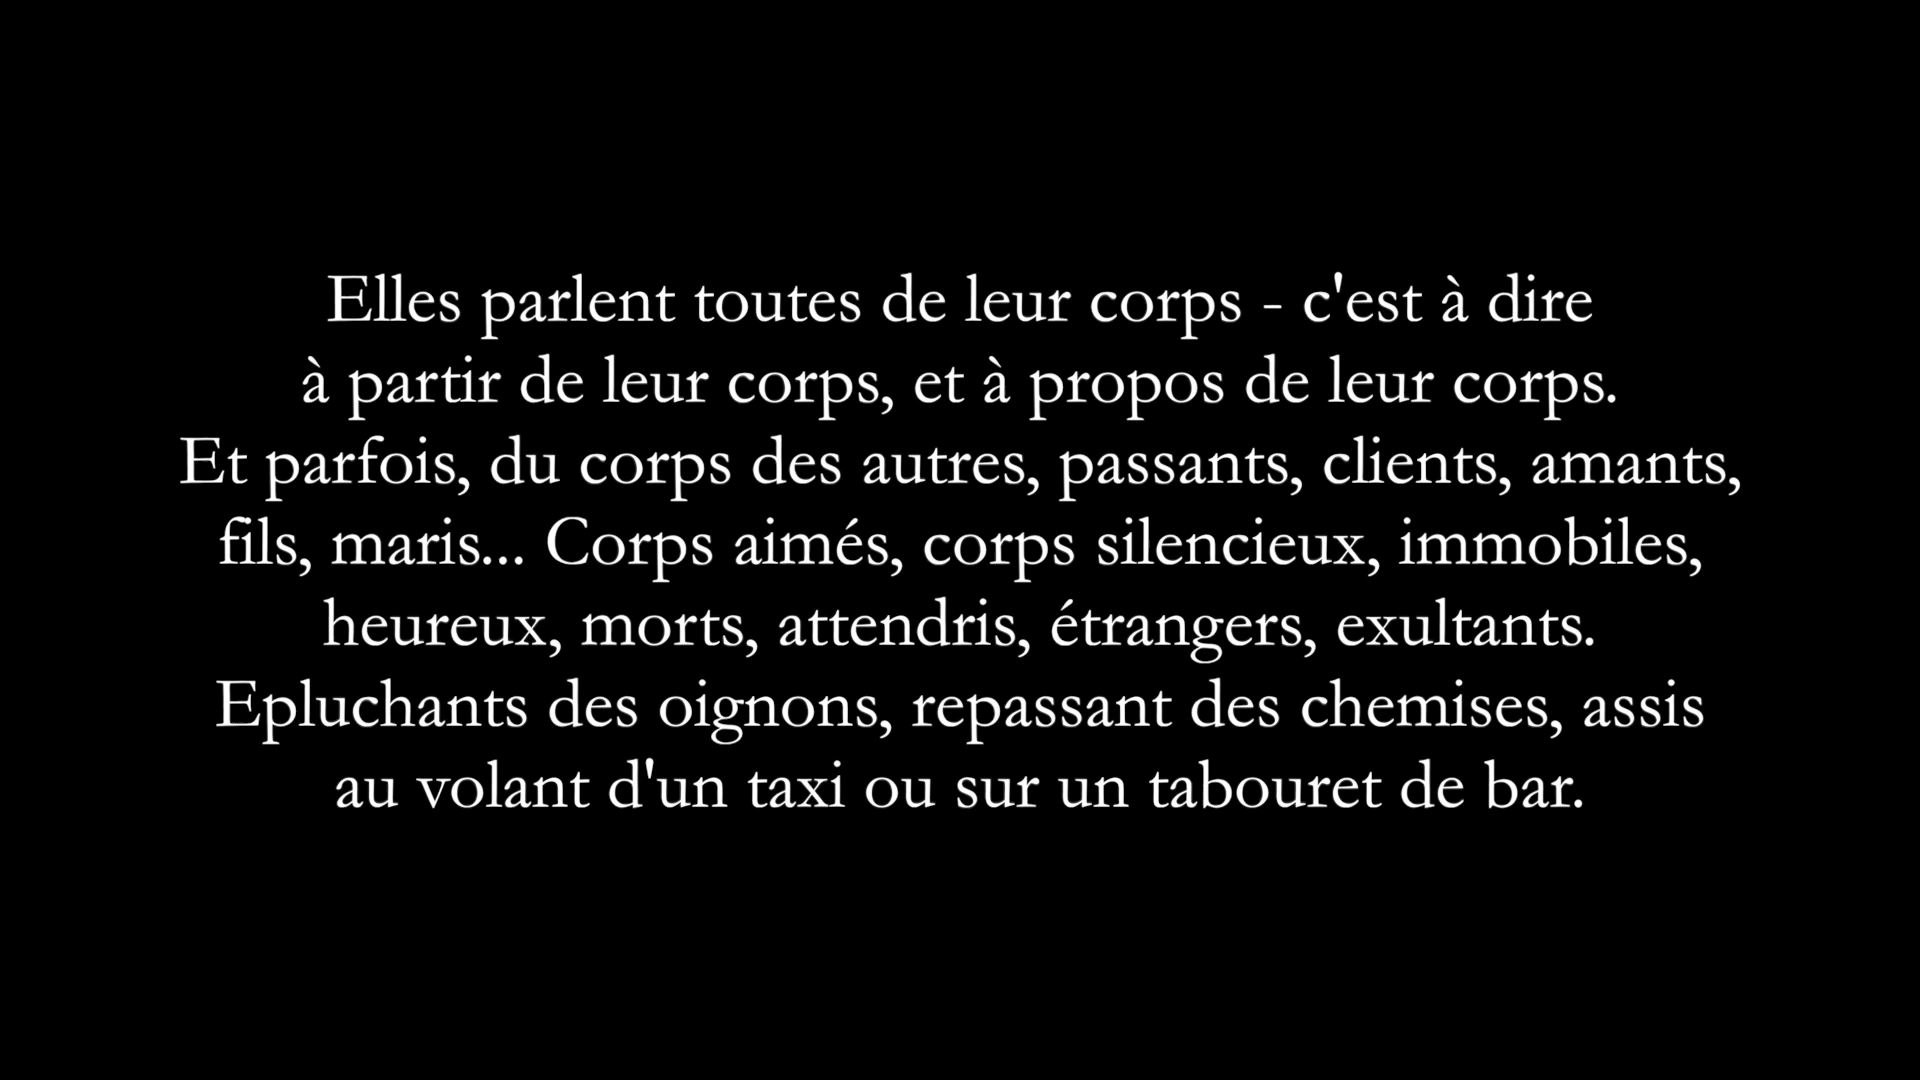 Elles parlent toutes de leur corps - c'est à dire
à partir de leur corps, et à propos de leur corps.
Et parfois, du corps des autres, passants, clients, amants,
fils, maris... Corps aimés, corps silencieux, immobiles,
heureux, morts, attendris, étrangers, exultants.
Epluchants des oignons, repassant des chemises, assis
au volant d'un taxi ou sur un tabouret de bar.